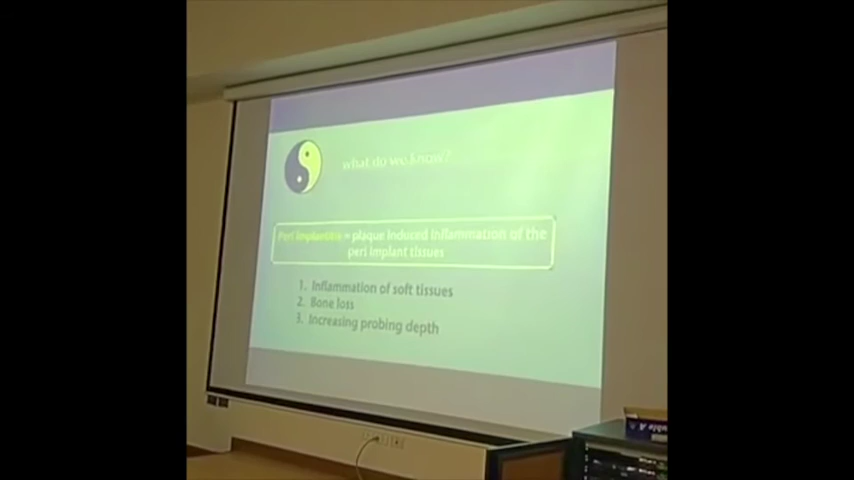 what do we know?
Peri Implantitis = plaque induced inflammation of the
peri implant tissues
1. Inflammation of soft tissues
2. Bone loss
3. Increasing probing depth